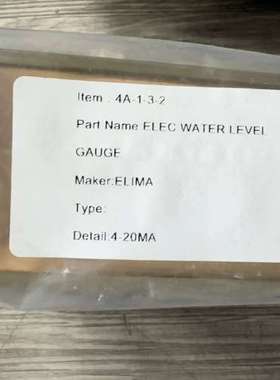 Item : 4A-1-3-2
Part Name:ELEC WATER LEVEL
GAUGE
Maker:ELIMA
Type:
Detail:4-20MA